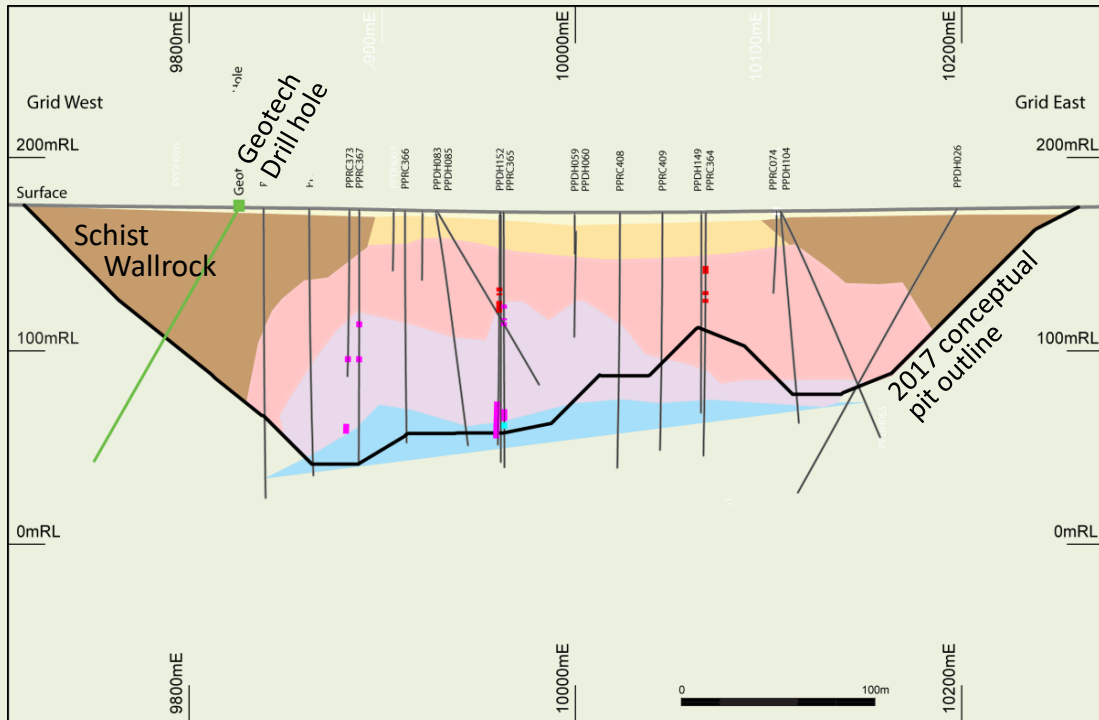 9800mE
10000mE
10100mE
10200mE
Grid West
Grid East
200mRL
200mRL
Geotech
Drill hole
Surface
PPRC373
PPRC367
PPRC366
PPDH083
PPDH085
PPDH152
PPRC365
PPDH059
PPDH060
PPRC408
PPRC409
PPDH149
PPRC364
PPRC074
PPDH104
PPDH026
Schist
Wallrock
100mRL
100mRL
2017 conceptual
pit outline
0mRL
0mRL
9800mE
10000mE
10200mE
0
100m